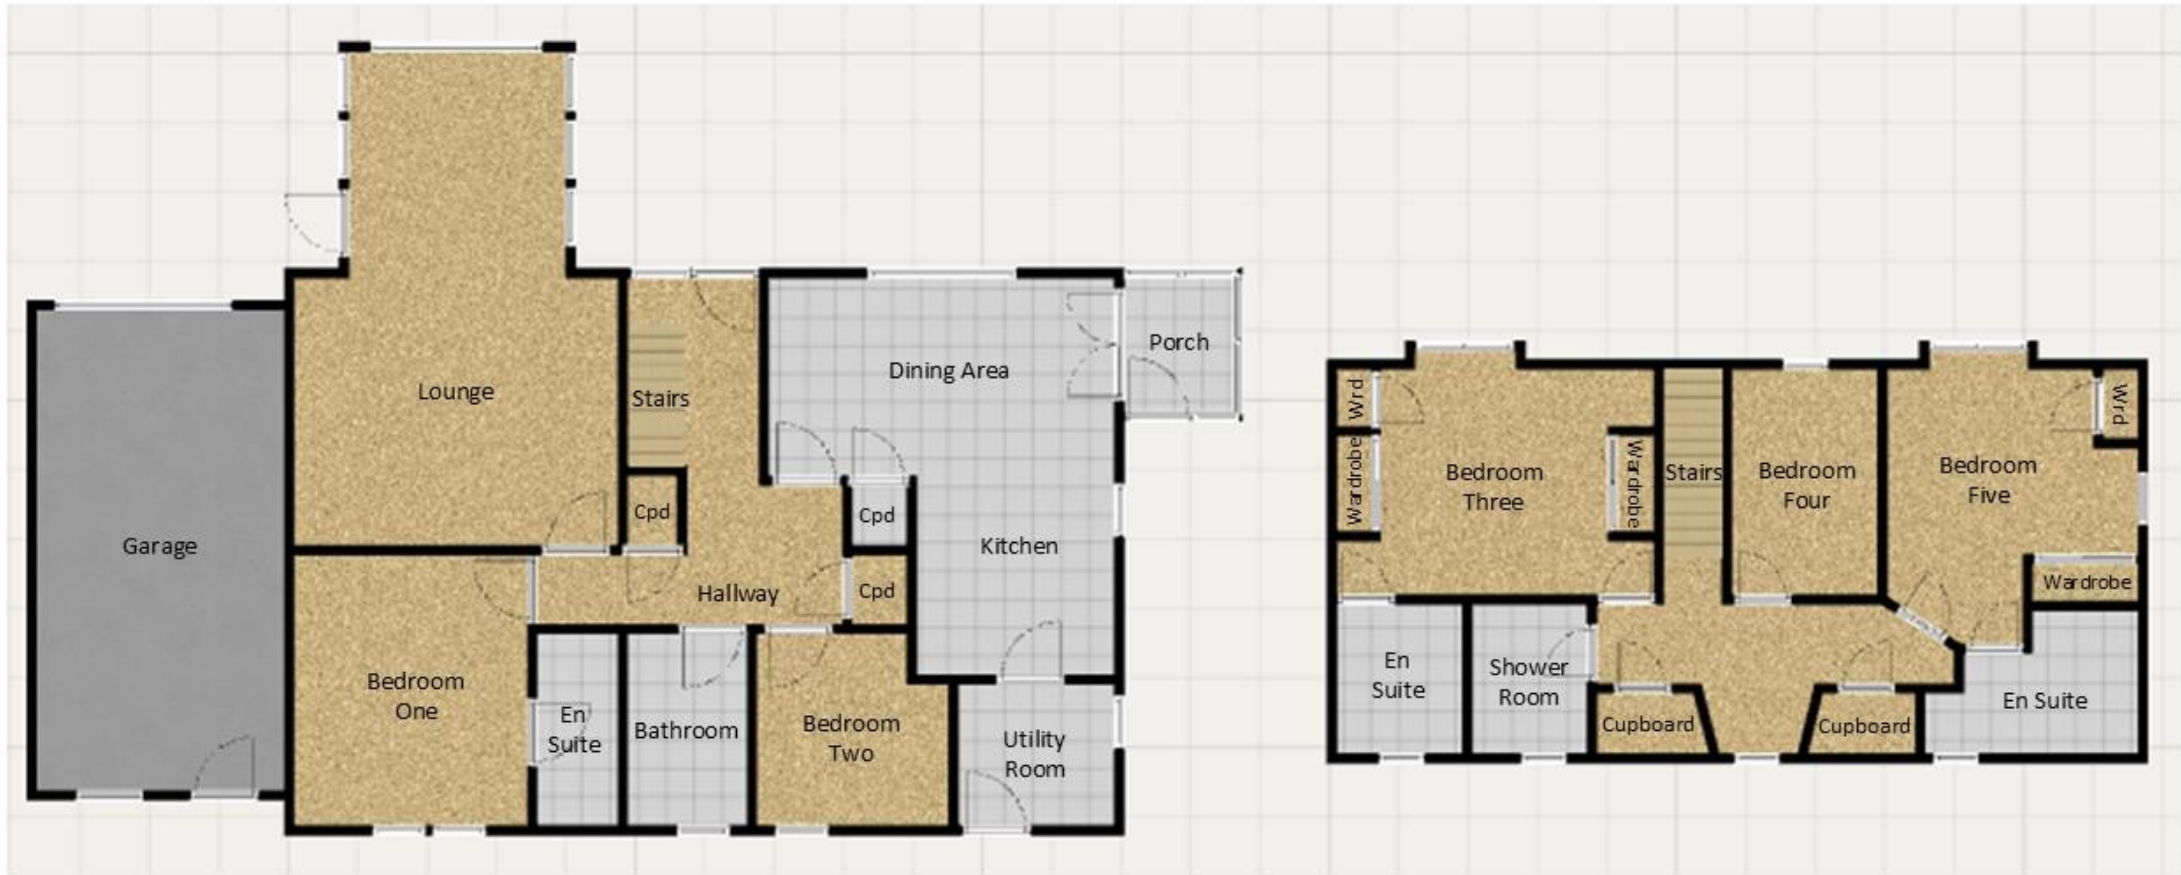 Lounge
Stairs
Cpd
Garage
Bedroom
One
En
Suite
Bathroom
Hallway
Bedroom
Two
Dining Area
Cpd
Cpd
Kitchen
Porch
Utility
Room
Wrd
Wardrobe
Bedroom
Three
Wardrobe
Stairs
Bedroom
Four
Bedroom
Five
Wrd
Wardrobe
En
Suite
Shower
Room
Cupboard
Cupboard
En Suite